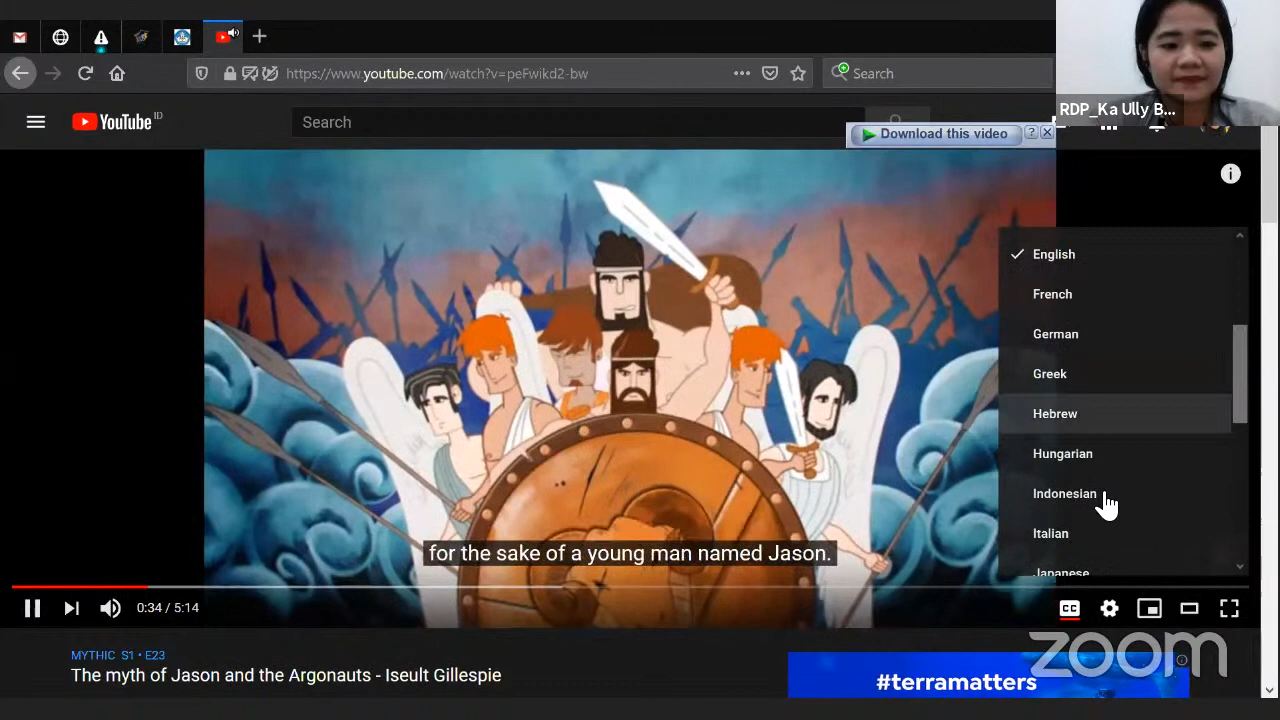 https://www.youtube.com/watch?v=peFwikd2-bw
Search
RDP_Ka Ully B...
YouTube ID
Search
Download this video
?
English
French
German
Greek
Hebrew
Hungarian
Indonesian
Italian
Japanese
for the sake of a young man named Jason.
0:34 / 5:14
CC
zoom
MYTHIC S1 • E23
The myth of Jason and the Argonauts - Iseult Gillespie
#terramatters